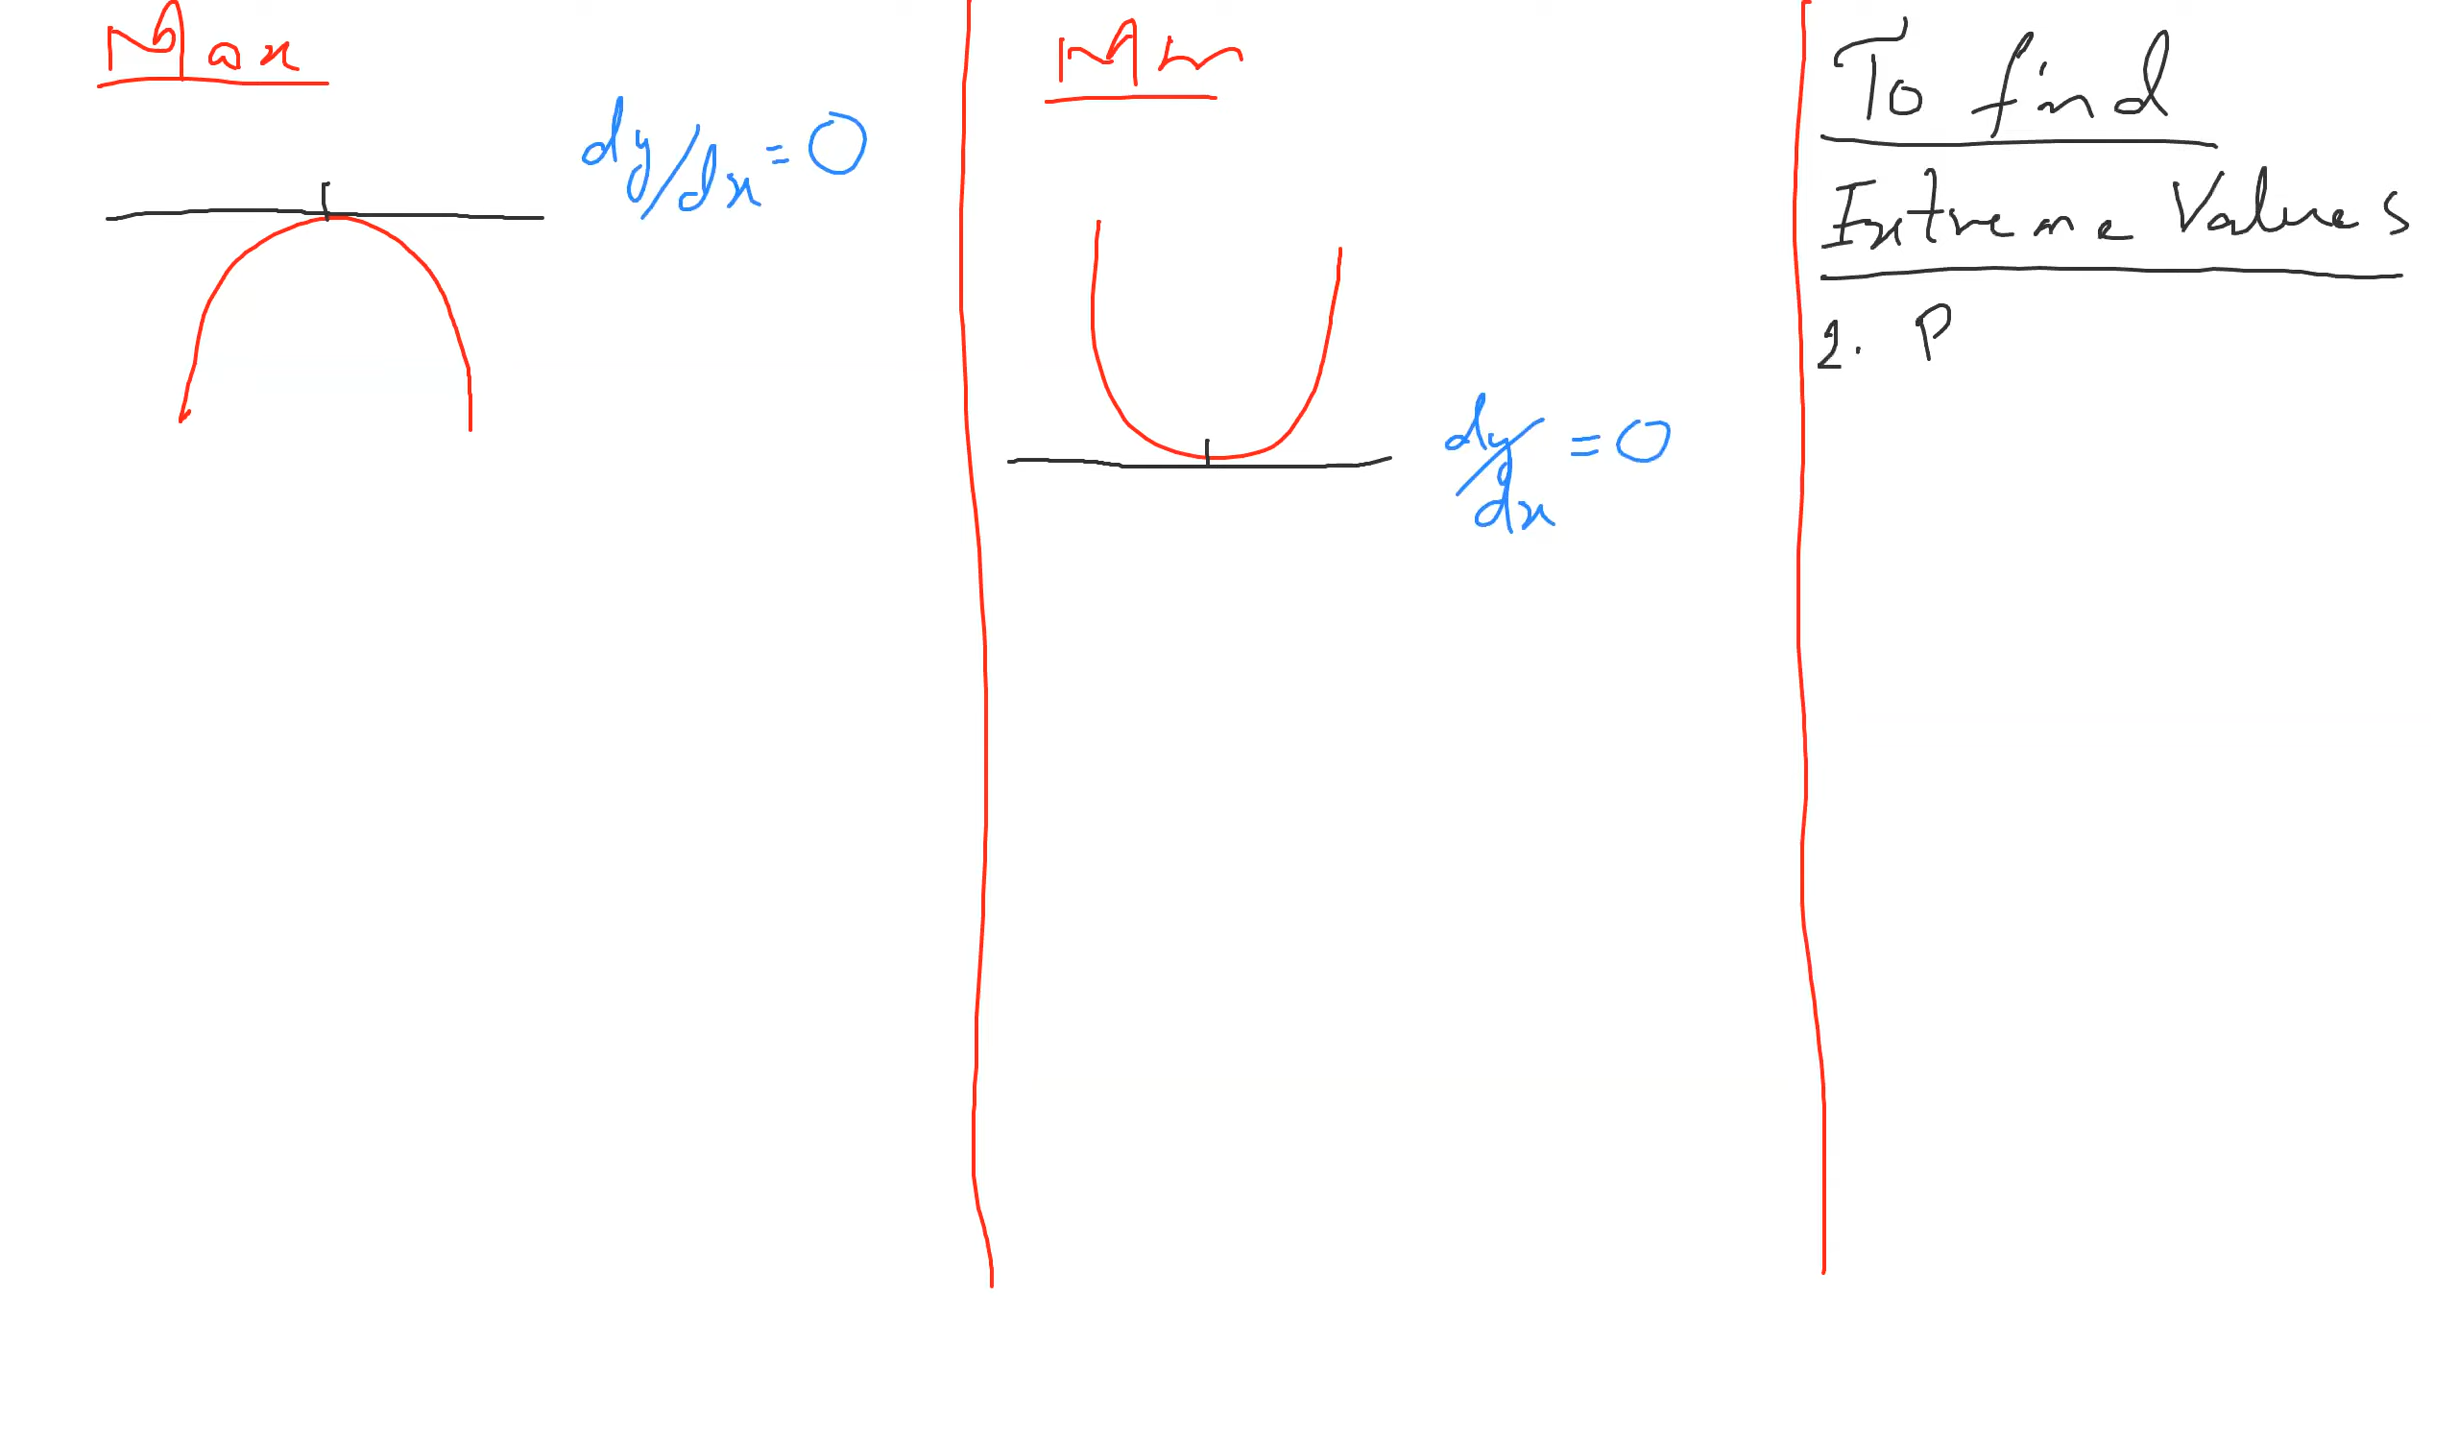 Max
dy/dx = 0
Min
dy/dx = 0
To find
Extreme Values
1. P